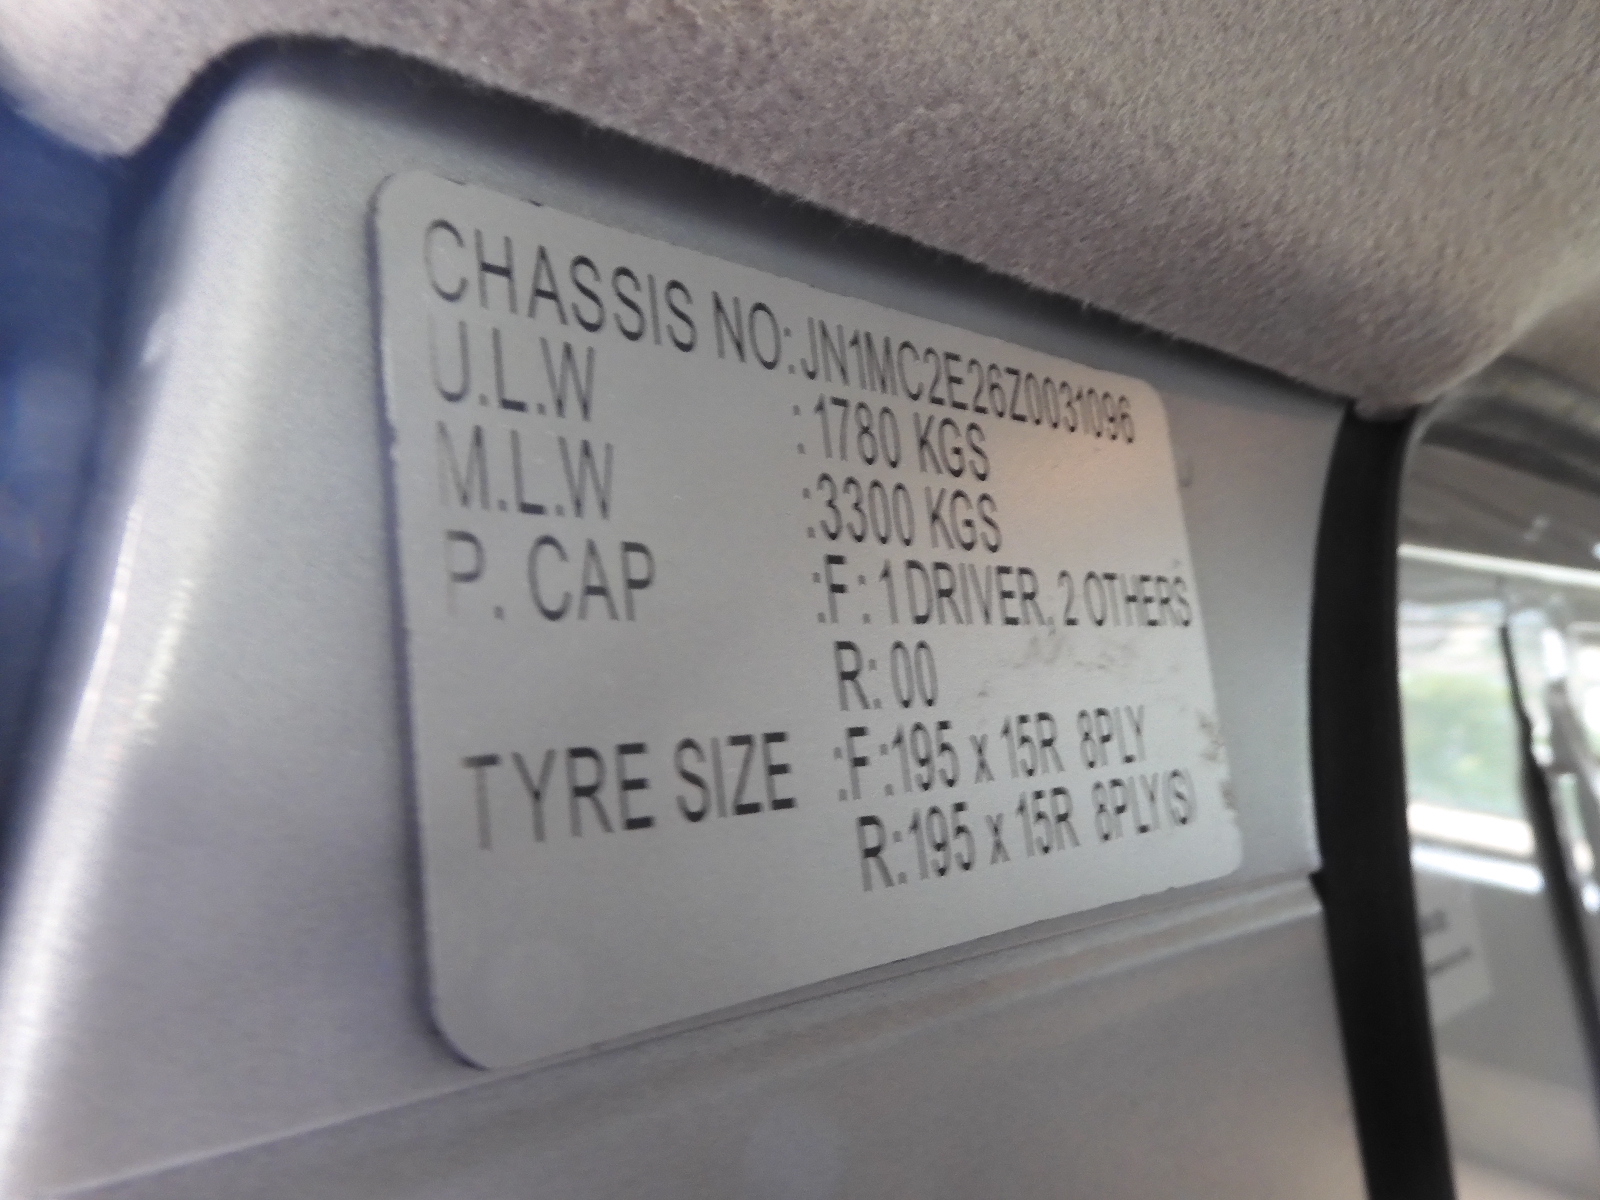 CHASSIS NO: JN1MC2E26Z0031096
U.L.W : 1780 KGS
M.L.W : 3300 KGS
P. CAP : F : 1 DRIVER, 2 OTHERS
R: 00
TYRE SIZE : F : 195 x 15R 8PLY
R: 195 x 15R 8PLY(S)